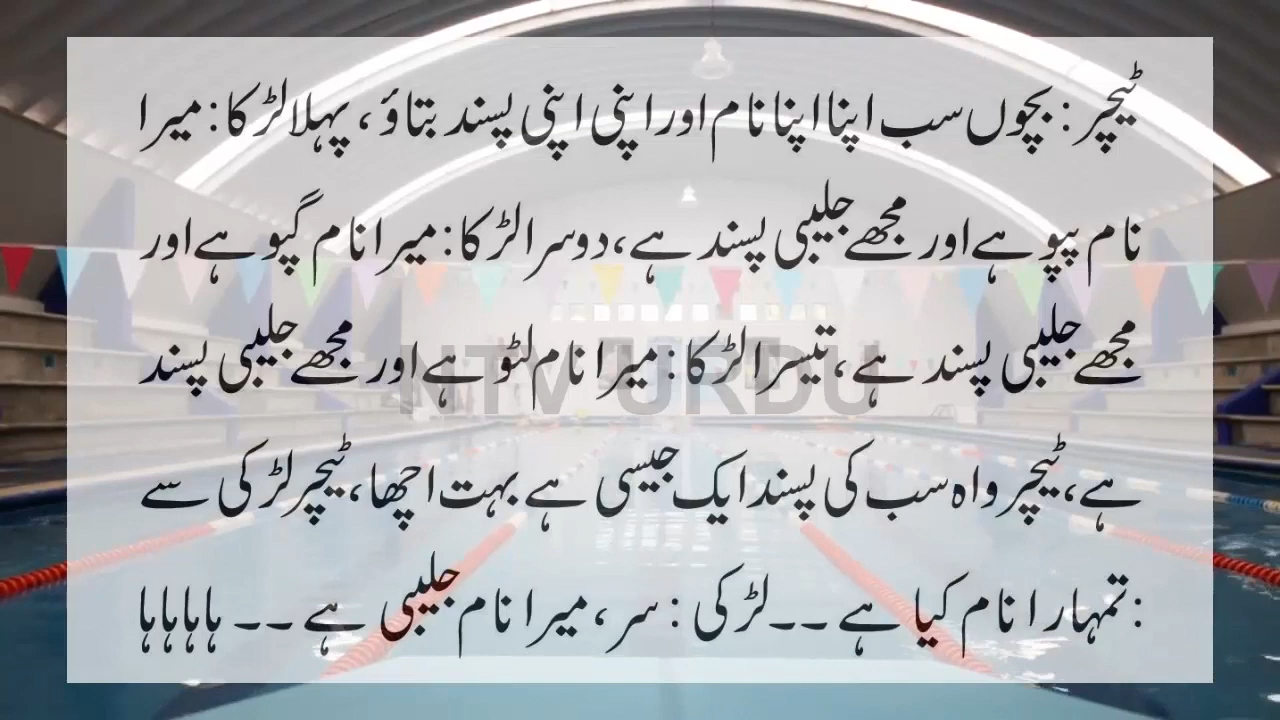 ٹیچر : بچوں سب اپنا اپنا نام اور اپنی اپنی پسند بتاؤ، پہلا لڑکا: میرا
نام پپو ہے اور مجھے جلیبی پسند ہے، دوسرا لڑکا: میرا نام گپو ہے اور
مجھے جلیبی پسند ہے، تیسرا لڑکا: میرا نام لٹو ہے اور مجھے جلیبی پسند
NTV URDU
ہے، ٹیچر واہ سب کی پسند ایک جیسی ہے بہت اچھا، ٹیچر لڑکی سے
:تمہارا نام کیا ہے ۔۔ لڑکی : سر، میرا نام جلیبی ہے ۔۔ ہاہاہاہا